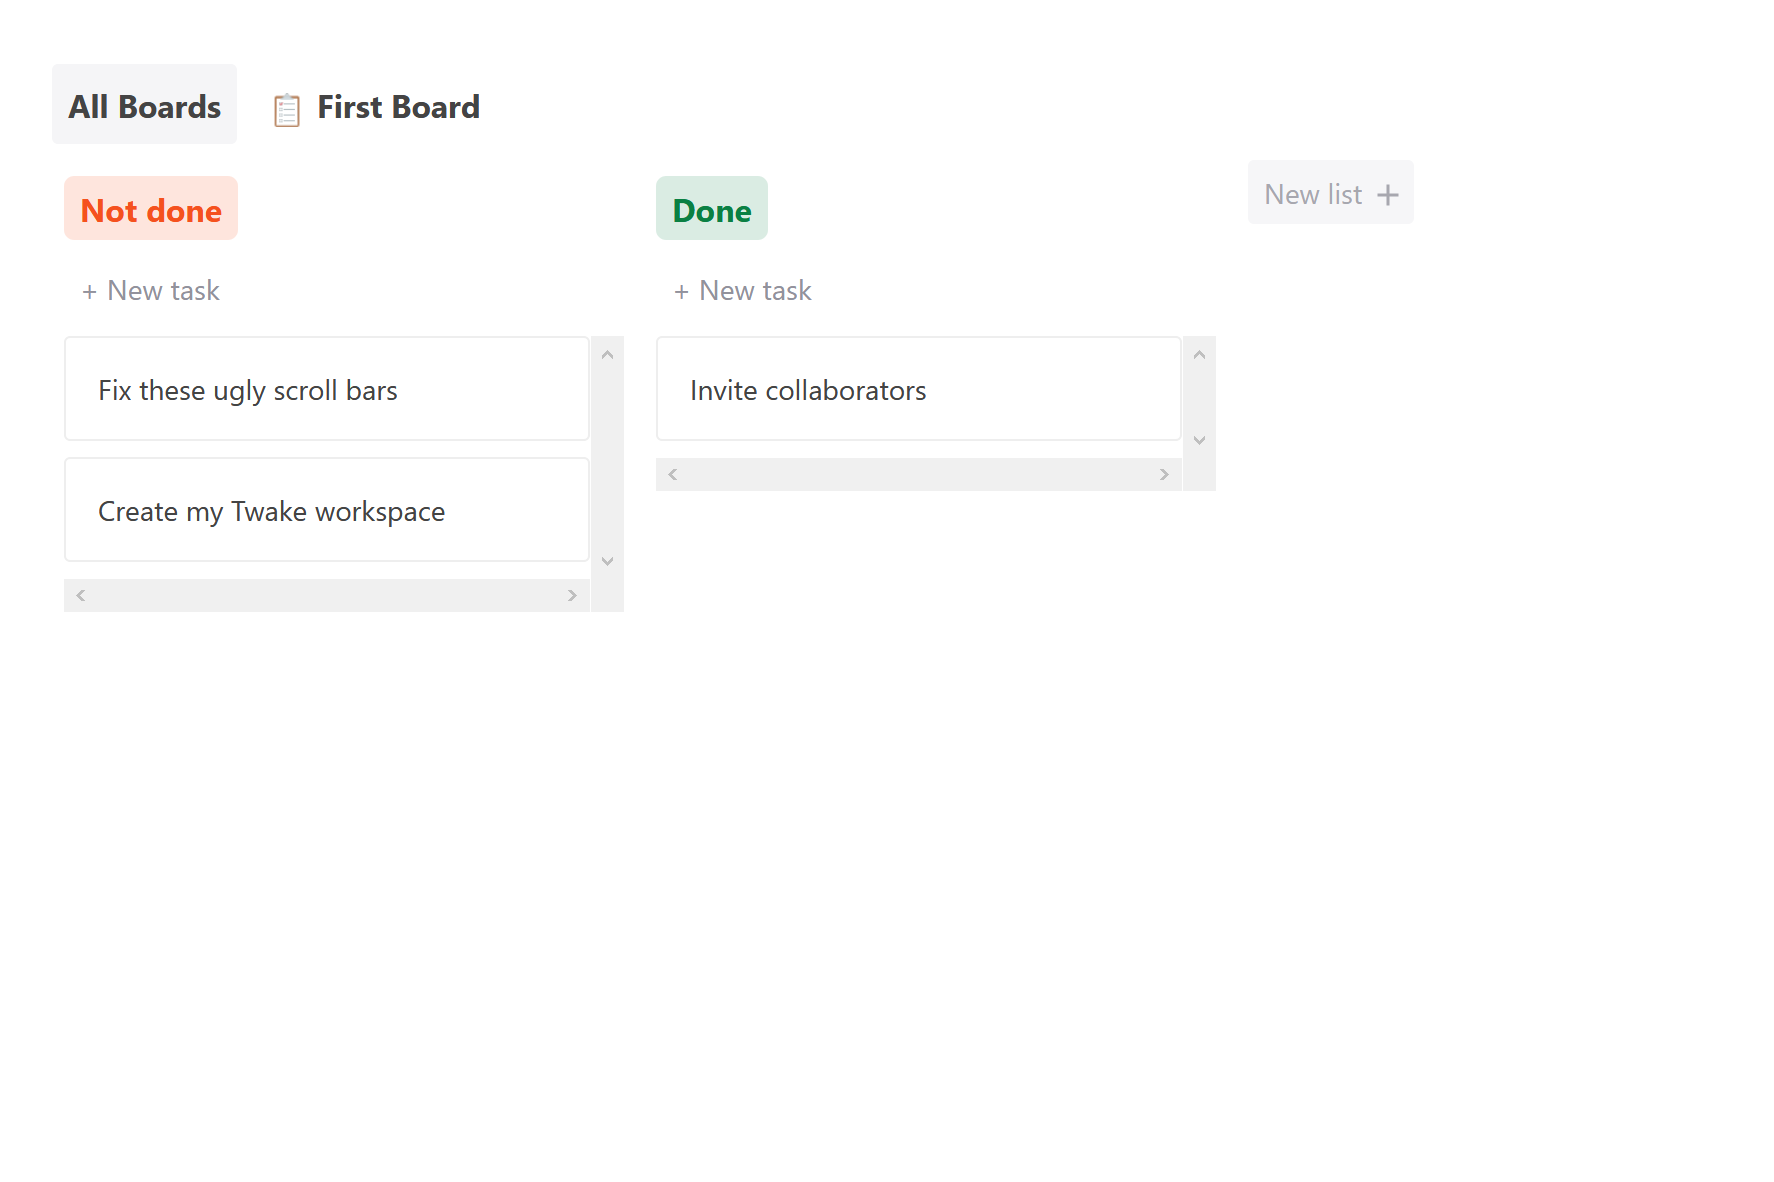 All Boards
First Board
Not done
+ New task
Fix these ugly scroll bars
Create my Twake workspace
Done
+ New task
Invite collaborators
New list +